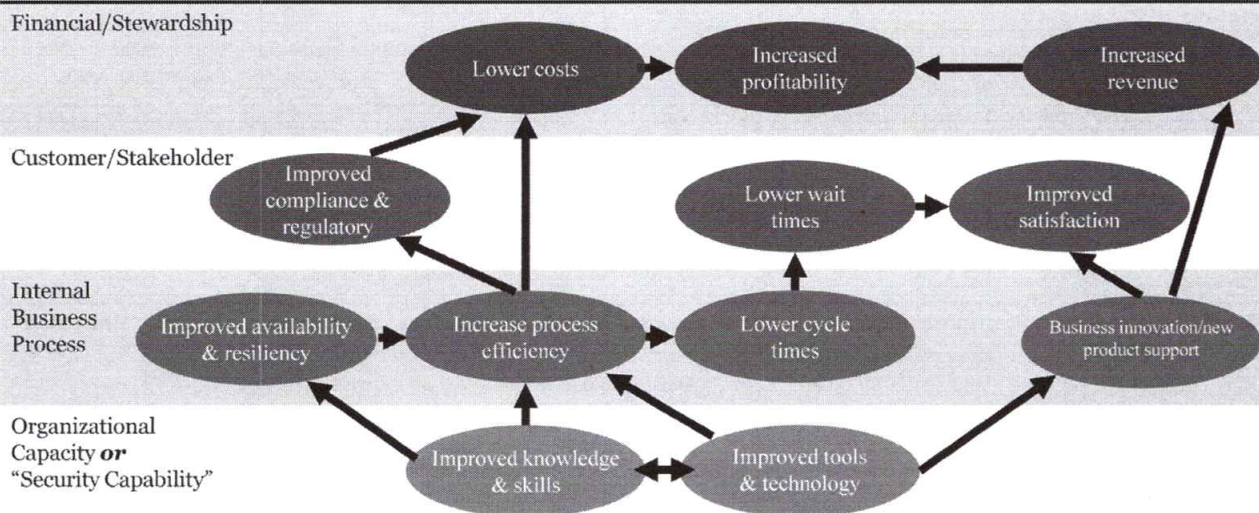 Financial/Stewardship
Lower costs
Increased
profitability
Increased
revenue
Customer/Stakeholder
Improved
compliance &
regulatory
Lower wait
times
Improved
satisfaction
Internal
Business
Process
Improved availability
& resiliency
Increase process
efficiency
Lower cycle
times
Business innovation/new
product support
Organizational
Capacity or
“Security Capability”
Improved knowledge
& skills
Improved tools
& technology